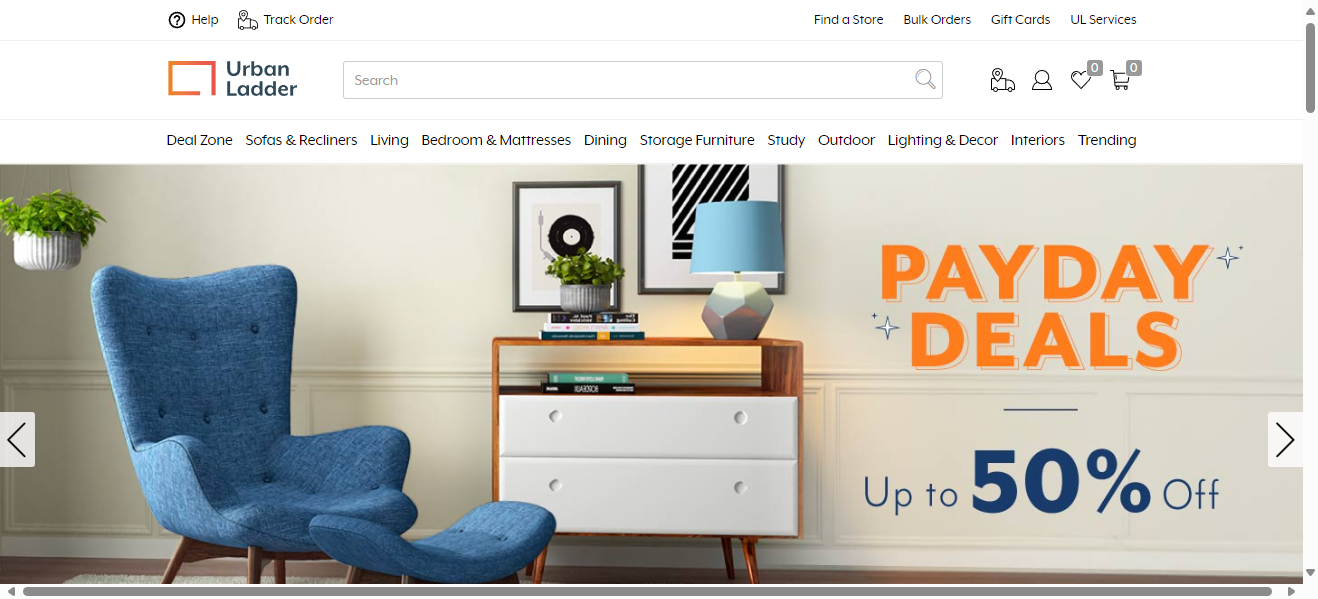 Help
Track Order
Find a Store
Bulk Orders
Gift Cards
UL Services
Urban
Ladder
Search
0
0
Deal Zone
Sofas & Recliners
Living
Bedroom & Mattresses
Dining
Storage Furniture
Study
Outdoor
Lighting & Decor
Interiors
Trending
PAYDAY
DEALS
Up to 50% Off